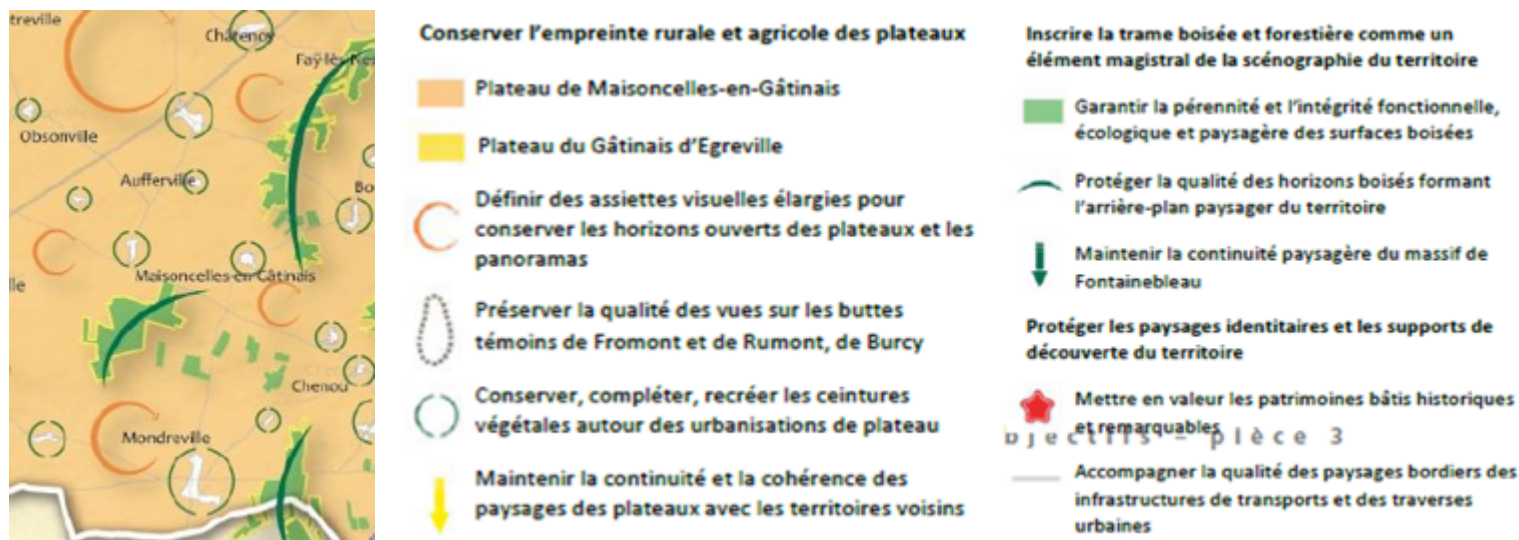 treville
Châtenoy
Faÿ-lès-Ne
Obsonville
Aufferville
Bo
Maisoncelles-en-Gâtinais
lle
Chenou
Mondreville
Conserver l'empreinte rurale et agricole des plateaux
Plateau de Maisoncelles-en-Gâtinais
Plateau du Gâtinais d'Egreville
Définir des assiettes visuelles élargies pour
conserver les horizons ouverts des plateaux et les
panoramas
Préserver la qualité des vues sur les buttes
témoins de Fromont et de Rumont, de Burcy
Conserver, compléter, recréer les ceintures
végétales autour des urbanisations de plateau
Maintenir la continuité et la cohérence des
paysages des plateaux avec les territoires voisins
Inscrire la trame boisée et forestière comme un
élément magistral de la scénographie du territoire
Garantir la pérennité et l'intégrité fonctionnelle,
écologique et paysagère des surfaces boisées
Protéger la qualité des horizons boisés formant
l'arrière-plan paysager du territoire
Maintenir la continuité paysagère du massif de
Fontainebleau
Protéger les paysages identitaires et les supports de
découverte du territoire
Mettre en valeur les patrimoines bâtis historiques
et remarquables
bjectifs – pièce 3
Accompagner la qualité des paysages bordiers des
infrastructures de transports et des traverses
urbaines